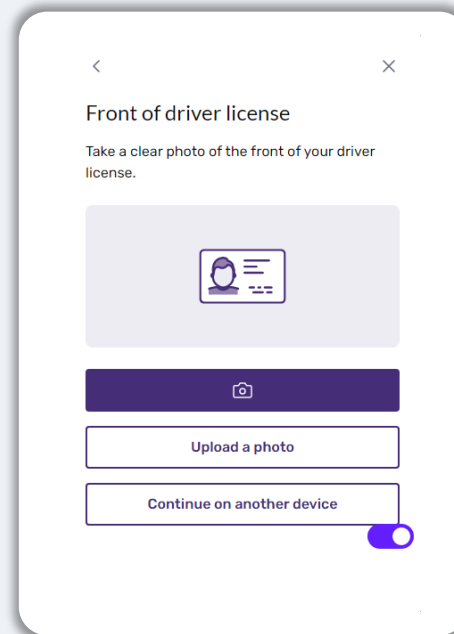 Front of driver license
Take a clear photo of the front of your driver
license.
Upload a photo
Continue on another device